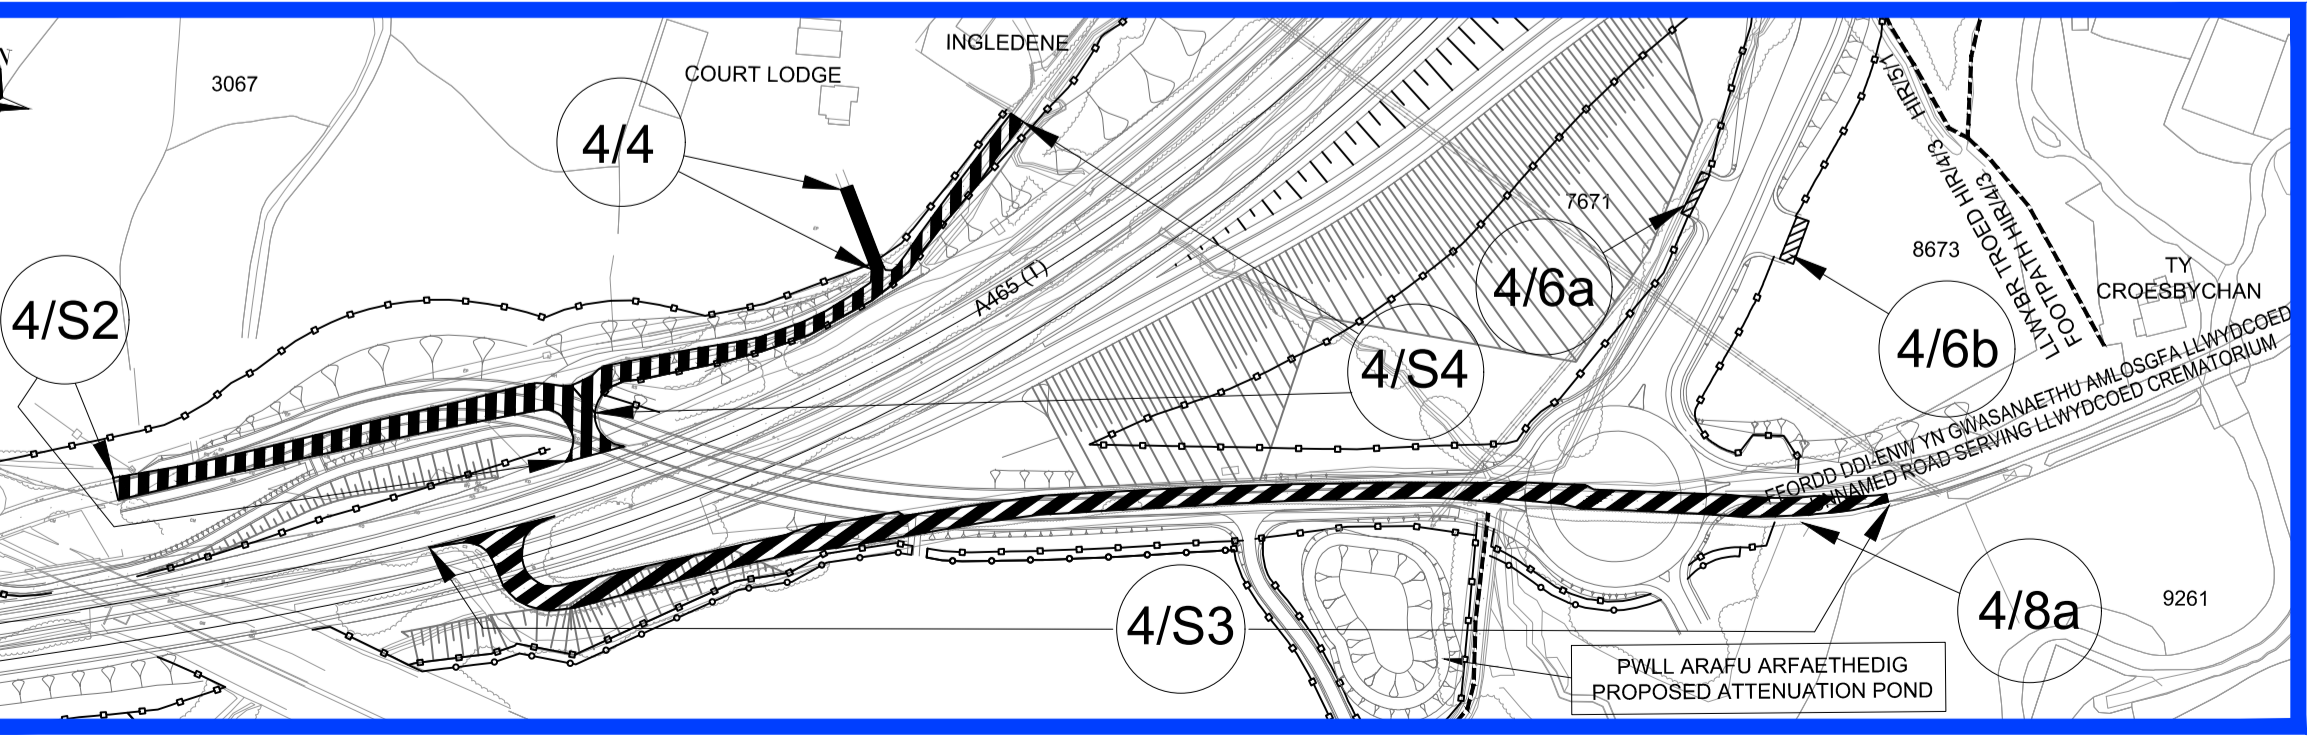 N
3067
COURT LODGE
INGLEDENE
4/4
4/S2
A465 (T)
7671
4/6a
4/S4
HIR/5/1
LLWYBR TROED HIR/4/3
FOOTPATH HIR/4/3
8673
4/6b
TY
CROESBYCHAN
FFORDD DDI-ENW YN GWASANAETHU AMLOSGFA LLWYDCOED
UNNAMED ROAD SERVING LLWYDCOED CREMATORIUM
4/S3
4/8a
9261
PWLL ARAFU ARFAETHEDIG
PROPOSED ATTENUATION POND